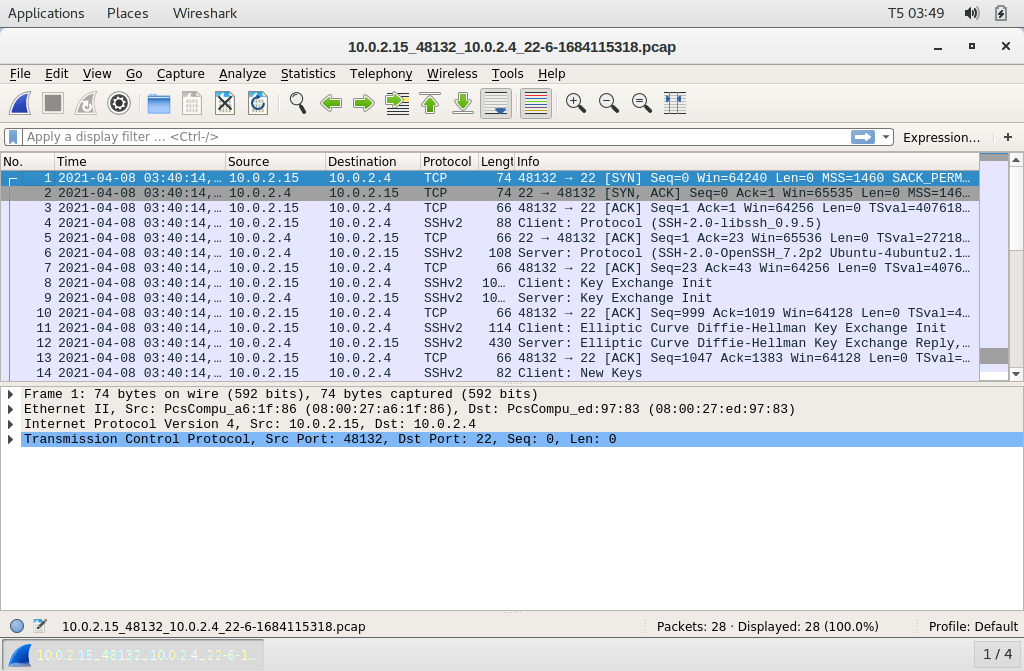 Applications Places Wireshark T5 03:49
10.0.2.15_48132_10.0.2.4_22-6-1684115318.pcap
File Edit View Go Capture Analyze Statistics Telephony Wireless Tools Help
Apply a display filter … <Ctrl-/> Expression… +
No. Time Source Destination Protocol Lengt Info
1 2021-04-08 03:40:14,… 10.0.2.15 10.0.2.4 TCP 74 48132 → 22 [SYN] Seq=0 Win=64240 Len=0 MSS=1460 SACK_PERM…
2 2021-04-08 03:40:14,… 10.0.2.4 10.0.2.15 TCP 74 22 → 48132 [SYN, ACK] Seq=0 Ack=1 Win=65535 Len=0 MSS=146…
3 2021-04-08 03:40:14,… 10.0.2.15 10.0.2.4 TCP 66 48132 → 22 [ACK] Seq=1 Ack=1 Win=64256 Len=0 TSval=407618…
4 2021-04-08 03:40:14,… 10.0.2.15 10.0.2.4 SSHv2 88 Client: Protocol (SSH-2.0-libssh_0.9.5)
5 2021-04-08 03:40:14,… 10.0.2.4 10.0.2.15 TCP 66 22 → 48132 [ACK] Seq=1 Ack=23 Win=65536 Len=0 TSval=27218…
6 2021-04-08 03:40:14,… 10.0.2.4 10.0.2.15 SSHv2 108 Server: Protocol (SSH-2.0-OpenSSH_7.2p2 Ubuntu-4ubuntu2.1…
7 2021-04-08 03:40:14,… 10.0.2.15 10.0.2.4 TCP 66 48132 → 22 [ACK] Seq=23 Ack=43 Win=64256 Len=0 TSval=4076…
8 2021-04-08 03:40:14,… 10.0.2.15 10.0.2.4 SSHv2 10… Client: Key Exchange Init
9 2021-04-08 03:40:14,… 10.0.2.4 10.0.2.15 SSHv2 10… Server: Key Exchange Init
10 2021-04-08 03:40:14,… 10.0.2.15 10.0.2.4 TCP 66 48132 → 22 [ACK] Seq=999 Ack=1019 Win=64128 Len=0 TSval=4…
11 2021-04-08 03:40:14,… 10.0.2.15 10.0.2.4 SSHv2 114 Client: Elliptic Curve Diffie-Hellman Key Exchange Init
12 2021-04-08 03:40:14,… 10.0.2.4 10.0.2.15 SSHv2 430 Server: Elliptic Curve Diffie-Hellman Key Exchange Reply,…
13 2021-04-08 03:40:14,… 10.0.2.15 10.0.2.4 TCP 66 48132 → 22 [ACK] Seq=1047 Ack=1383 Win=64128 Len=0 TSval=…
14 2021-04-08 03:40:14,… 10.0.2.15 10.0.2.4 SSHv2 82 Client: New Keys
Frame 1: 74 bytes on wire (592 bits), 74 bytes captured (592 bits)
Ethernet II, Src: PcsCompu_a6:1f:86 (08:00:27:a6:1f:86), Dst: PcsCompu_ed:97:83 (08:00:27:ed:97:83)
Internet Protocol Version 4, Src: 10.0.2.15, Dst: 10.0.2.4
Transmission Control Protocol, Src Port: 48132, Dst Port: 22, Seq: 0, Len: 0
10.0.2.15_48132_10.0.2.4_22-6-1684115318.pcap Packets: 28 · Displayed: 28 (100.0%) Profile: Default
10.0.2.15_48132_10.0.2.4_22-6-1… 1 / 4